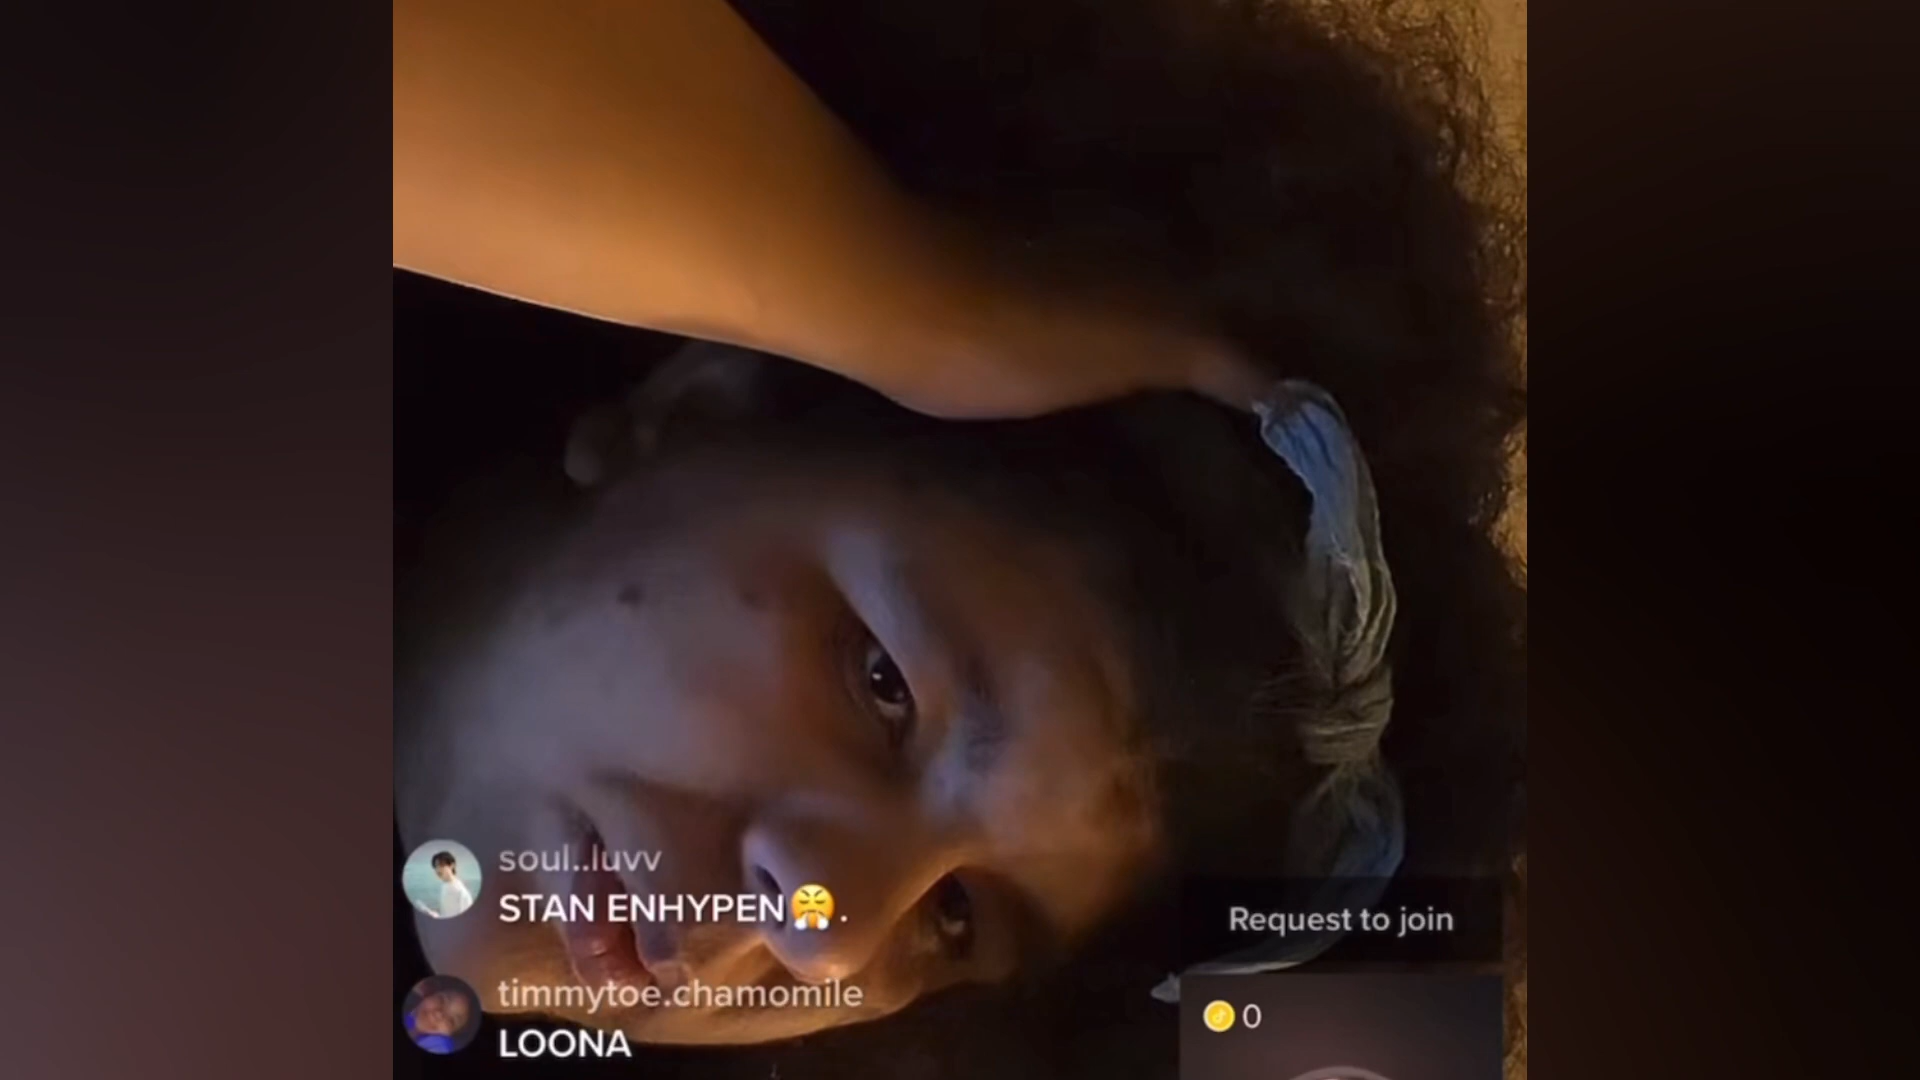 soul..luvv
STAN ENHYPEN😤.
Request to join
timmytoe.chamomile
0
LOONA